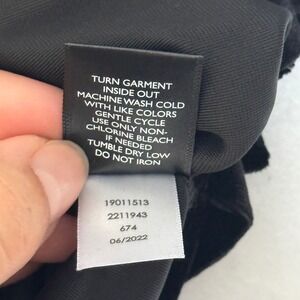 TURN GARMENT
INSIDE OUT
MACHINE WASH COLD
WITH LIKE COLORS
GENTLE CYCLE
USE ONLY NON-
CHLORINE BLEACH
IF NEEDED
TUMBLE DRY LOW
DO NOT IRON
19011513
2211943
674
06/2022